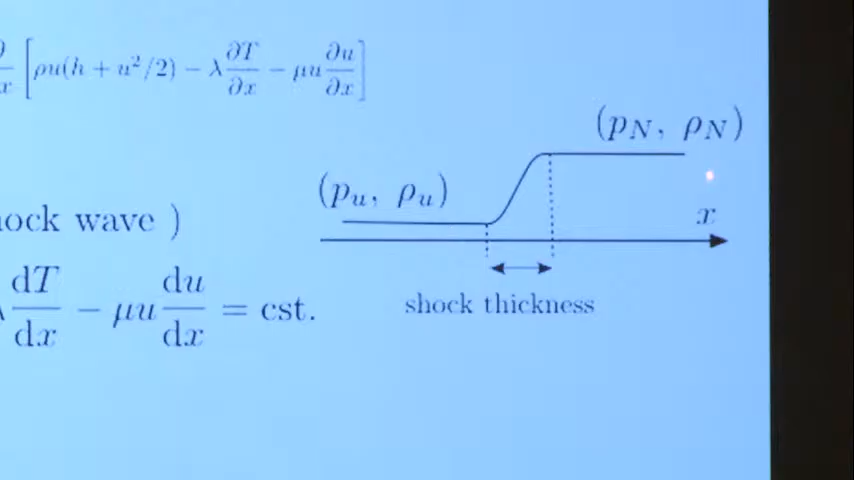 ∂/x [ρu(h + u²/2) − λ ∂T/∂x − μu ∂u/∂x]
(p_N, ρ_N)
(p_u, ρ_u)
ock wave )
x
dT/dx − μu du/dx = cst.
shock thickness